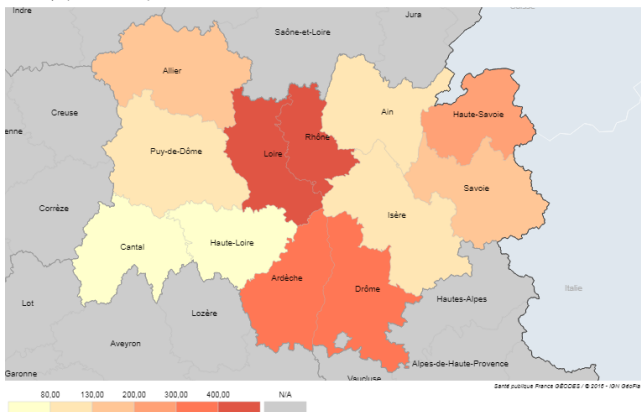 Indre
Jura
Saône-et-Loire
Allier
Creuse
Ain
Haute-Savoie
enne
Rhône
Puy-de-Dôme
Loire
Savoie
Corrèze
Isère
Cantal
Haute-Loire
Ardèche
Drôme
Italie
Lot
Lozère
Hautes-Alpes
Aveyron
Alpes-de-Haute-Provence
Garonne
Vaucluse
Santé publique France GÉODES / © 2016 - IGN GéoFla
80,00 130,00 200,00 300,00 400,00 N/A